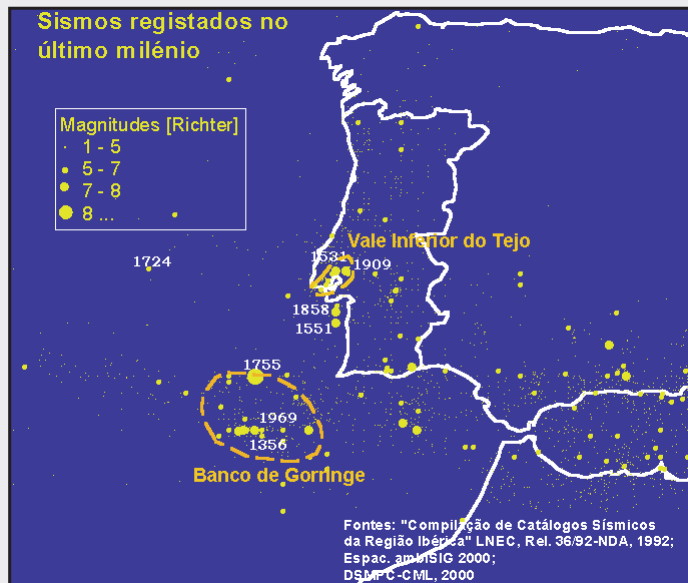 Sismos registados no
último milénio
Magnitudes [Richter]
1 - 5
5 - 7
7 - 8
8 ...
Vale Inferior do Tejo
1531
1909
1724
1858
1551
1755
1969
1356
Banco de Gorringe
Fontes: "Compilação de Catálogos Sísmicos
da Região Ibérica" LNEC, Rel. 36/92-NDA, 1992;
Espac. ambiSIG 2000;
DSMPC-CML, 2000